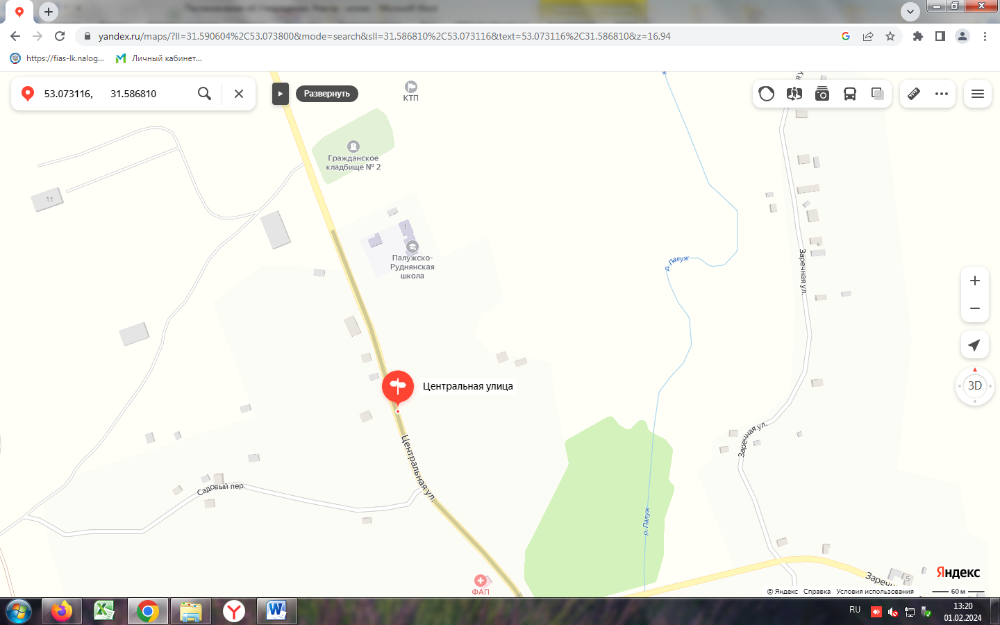 yandex.ru/maps/?ll=31.590604%2C53.073800&mode=search&sll=31.586810%2C53.073116&text=53.073116%2C31.586810&z=16.94
https://fias-lk.nalog...
Личный кабинет...
53.073116, 31.586810
Развернуть
КТП
Гражданское
кладбище № 2
11
1
Палужско-
Руднянская
школа
р. Палуж
Заречная ул.
Центральная улица
3D
Заречная ул.
Центральная ул.
Садовый пер.
р. Палуж
ФАП
5
Яндекс
© Яндекс Справка Условия использования
60 м
RU
13:20
01.02.2024